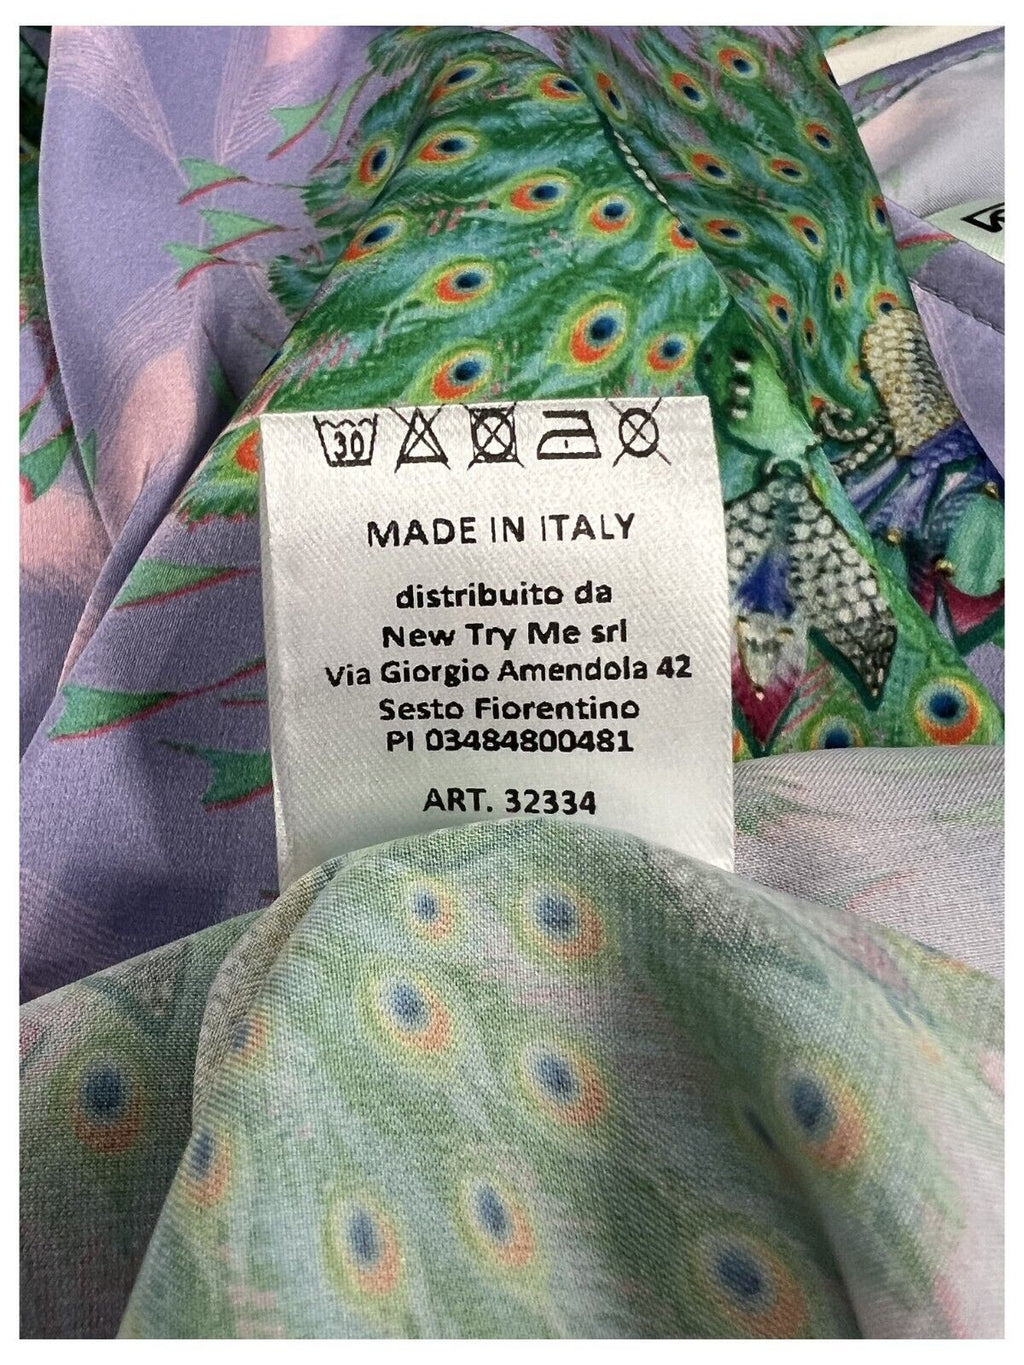 30
MADE IN ITALY
distribuito da
New Try Me srl
Via Giorgio Amendola 42
Sesto Fiorentino
PI 03484800481
ART. 32334